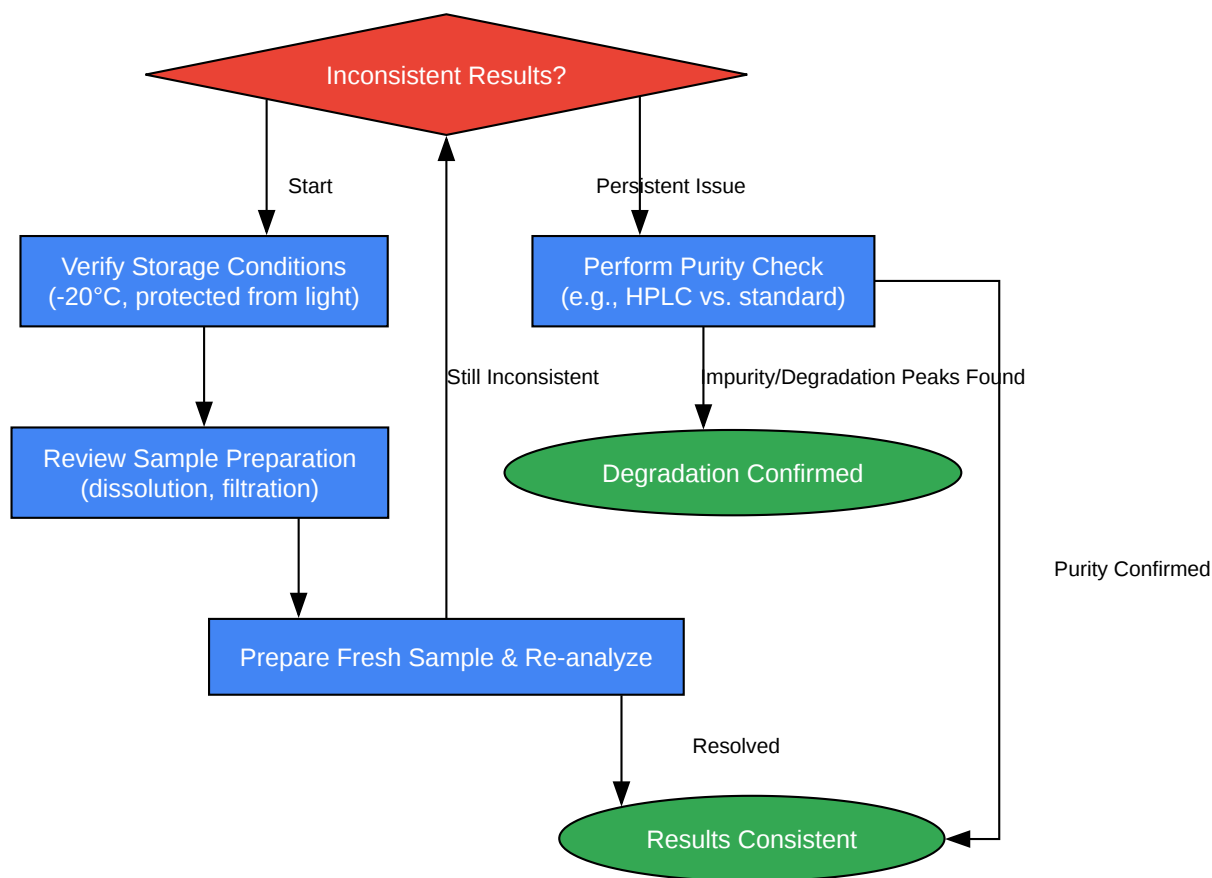 Inconsistent Results?
Start
Persistent Issue
Verify Storage Conditions
(-20°C, protected from light)
Perform Purity Check
(e.g., HPLC vs. standard)
Still Inconsistent
Impurity/Degradation Peaks Found
Review Sample Preparation
(dissolution, filtration)
Degradation Confirmed
Purity Confirmed
Prepare Fresh Sample & Re-analyze
Resolved
Results Consistent